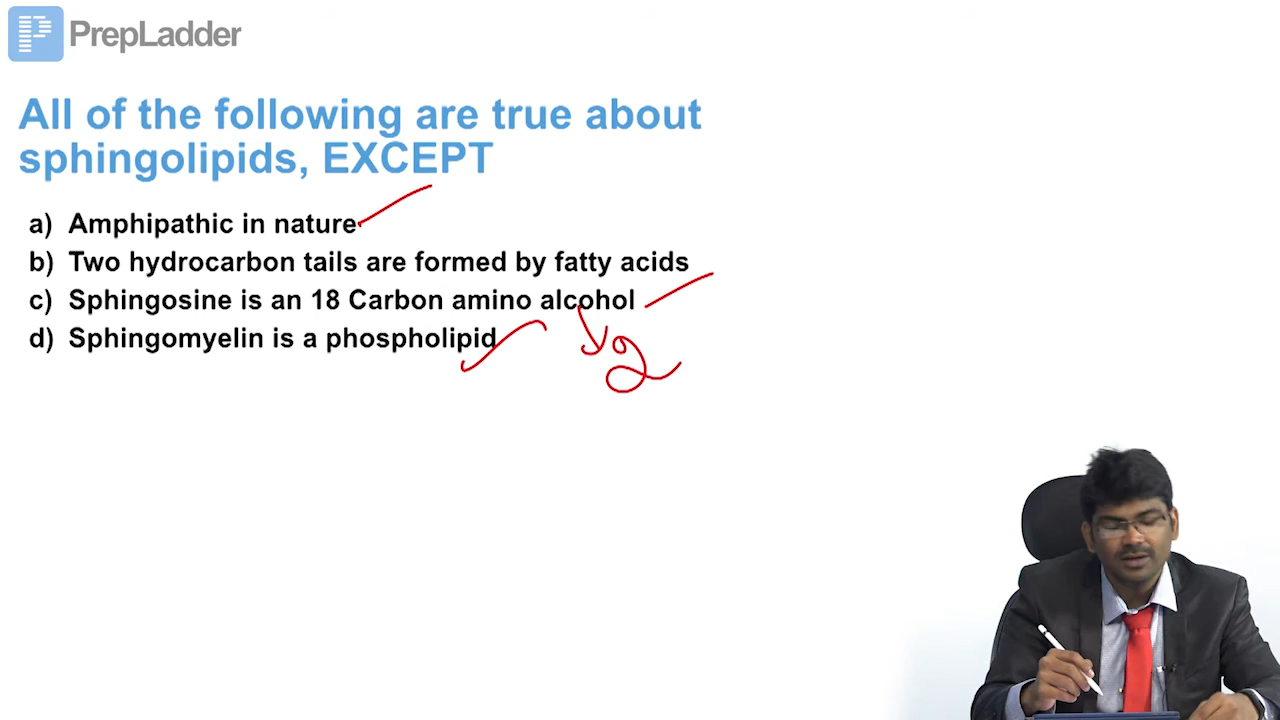 PrepLadder
All of the following are true about
sphingolipids, EXCEPT
a) Amphipathic in nature
b) Two hydrocarbon tails are formed by fatty acids
c) Sphingosine is an 18 Carbon amino alcohol
d) Sphingomyelin is a phospholipid
2